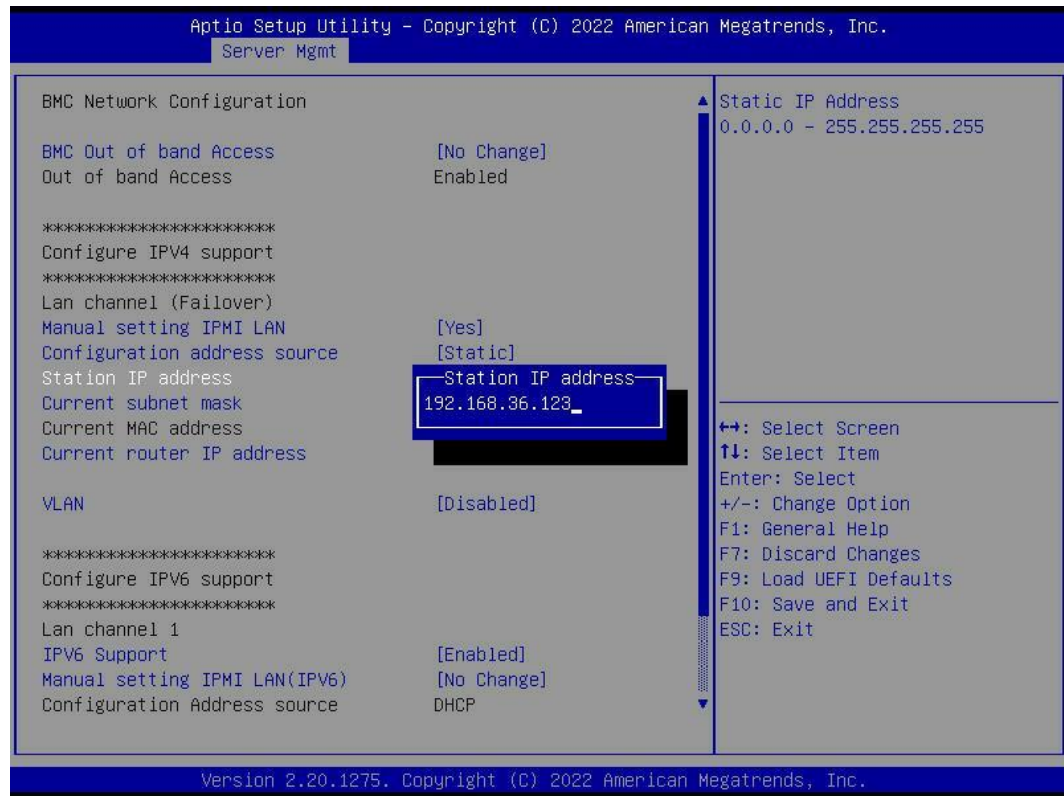 Aptio Setup Utility – Copyright (C) 2022 American Megatrends, Inc.
Server Mgmt
BMC Network Configuration
BMC Out of band Access [No Change]
Out of band Access Enabled
***********************
Configure IPV4 support
***********************
Lan channel (Failover)
Manual setting IPMI LAN [Yes]
Configuration address source [Static]
Station IP address
Current subnet mask
Current MAC address
Current router IP address
Station IP address
192.168.36.123_
VLAN [Disabled]
***********************
Configure IPV6 support
***********************
Lan channel 1
IPV6 Support [Enabled]
Manual setting IPMI LAN(IPV6) [No Change]
Configuration Address source DHCP
Static IP Address
0.0.0.0 – 255.255.255.255
↔: Select Screen
↑↓: Select Item
Enter: Select
+/-: Change Option
F1: General Help
F7: Discard Changes
F9: Load UEFI Defaults
F10: Save and Exit
ESC: Exit
Version 2.20.1275. Copyright (C) 2022 American Megatrends, Inc.